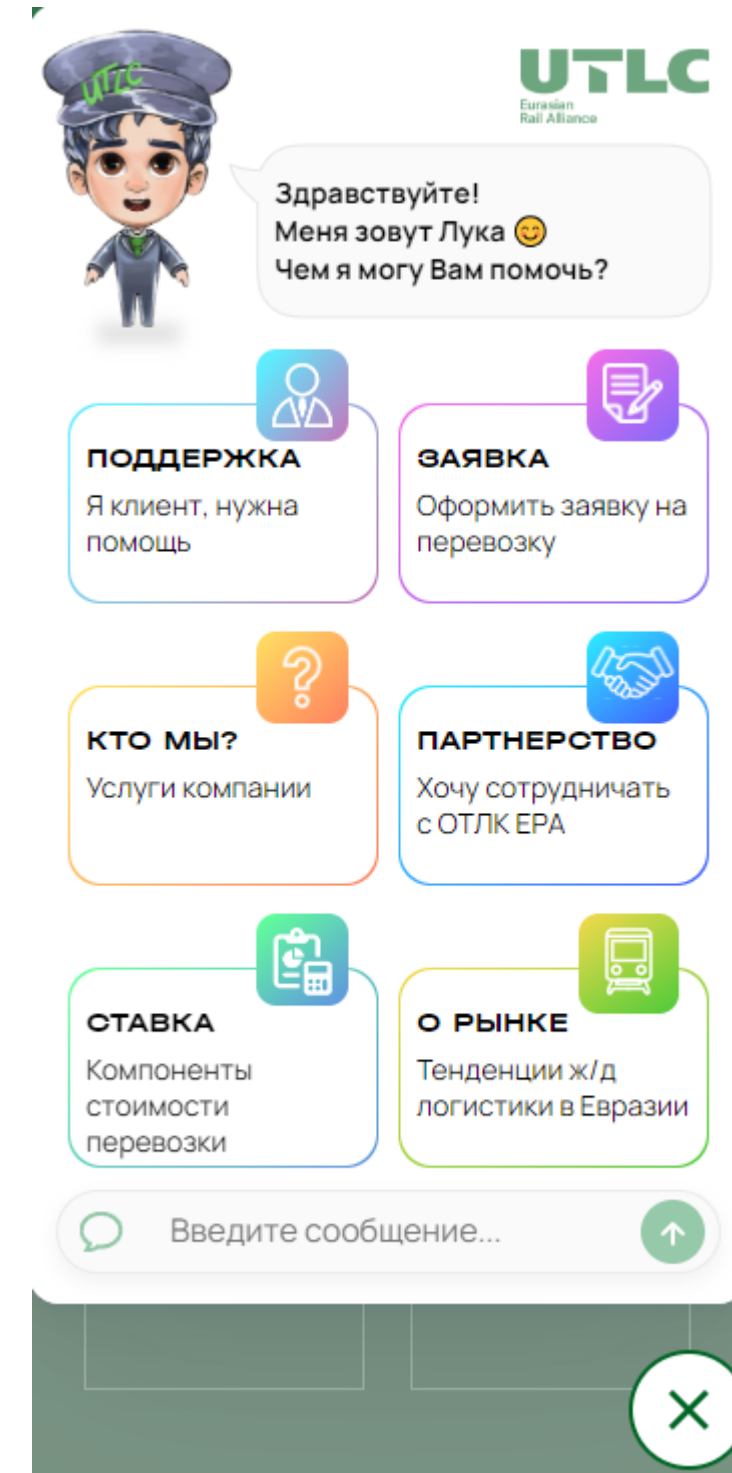 UTLC
UTLC
Eurasian
Rail Alliance
Здравствуйте!
Меня зовут Лука 😊
Чем я могу Вам помочь?
ПОДДЕРЖКА
Я клиент, нужна
помощь
ЗАЯВКА
Оформить заявку на
перевозку
КТО МЫ?
Услуги компании
ПАРТНЕРСТВО
Хочу сотрудничать
с ОТЛК ЕРА
СТАВКА
Компоненты
стоимости
перевозки
О РЫНКЕ
Тенденции ж/д
логистики в Евразии
Введите сообщение...